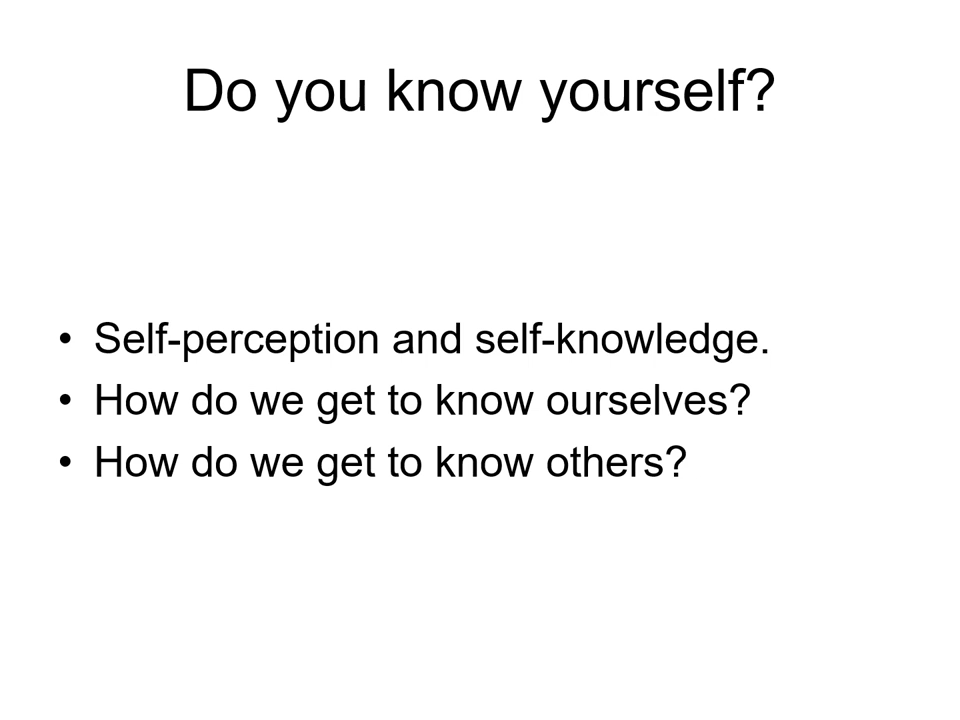 Do you know yourself?
• Self-perception and self-knowledge.
• How do we get to know ourselves?
• How do we get to know others?